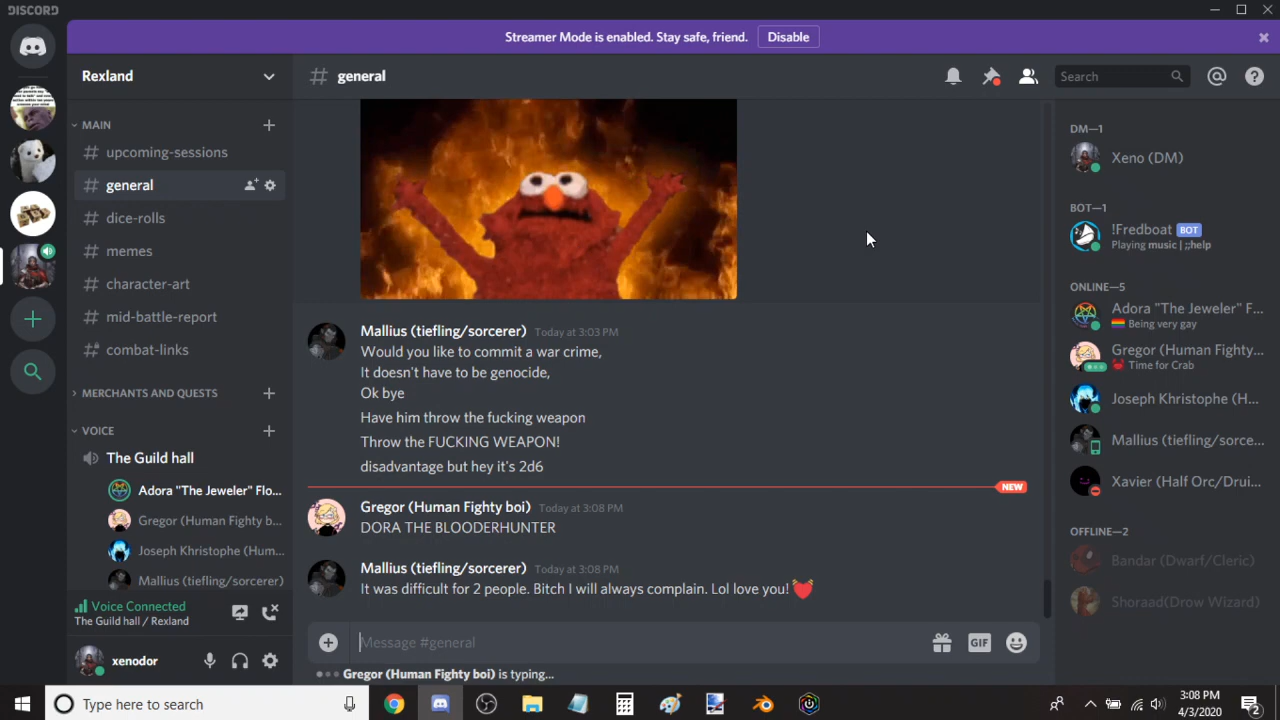 DISCORD
Streamer Mode is enabled. Stay safe, friend.
Disable
Rexland
# general
Search
MAIN
# upcoming-sessions
# general
# dice-rolls
# memes
# character-art
# mid-battle-report
# combat-links
MERCHANTS AND QUESTS
VOICE
The Guild hall
Adora "The Jeweler" Flo...
Gregor (Human Fighty b...
Joseph Khristophe (Hum...
Mallius (tiefling/sorcerer)
Voice Connected
The Guild hall / Rexland
xenodor
Mallius (tiefling/sorcerer) Today at 3:03 PM
Would you like to commit a war crime,
It doesn't have to be genocide,
Ok bye
Have him throw the fucking weapon
Throw the FUCKING WEAPON!
disadvantage but hey it's 2d6
NEW
Gregor (Human Fighty boi) Today at 3:08 PM
DORA THE BLOODERHUNTER
Mallius (tiefling/sorcerer) Today at 3:08 PM
It was difficult for 2 people. Bitch I will always complain. Lol love you!
Message #general
GIF
Gregor (Human Fighty boi) is typing...
DM—1
Xeno (DM)
BOT—1
!Fredboat BOT
Playing music | ;;help
ONLINE—5
Adora "The Jeweler" F...
Being very gay
Gregor (Human Fighty...
Time for Crab
Joseph Khristophe (H...
Mallius (tiefling/sorce...
Xavier (Half Orc/Drui...
OFFLINE—2
Bandar (Dwarf/Cleric)
Shoraad(Drow Wizard)
Type here to search
3:08 PM
4/3/2020
2